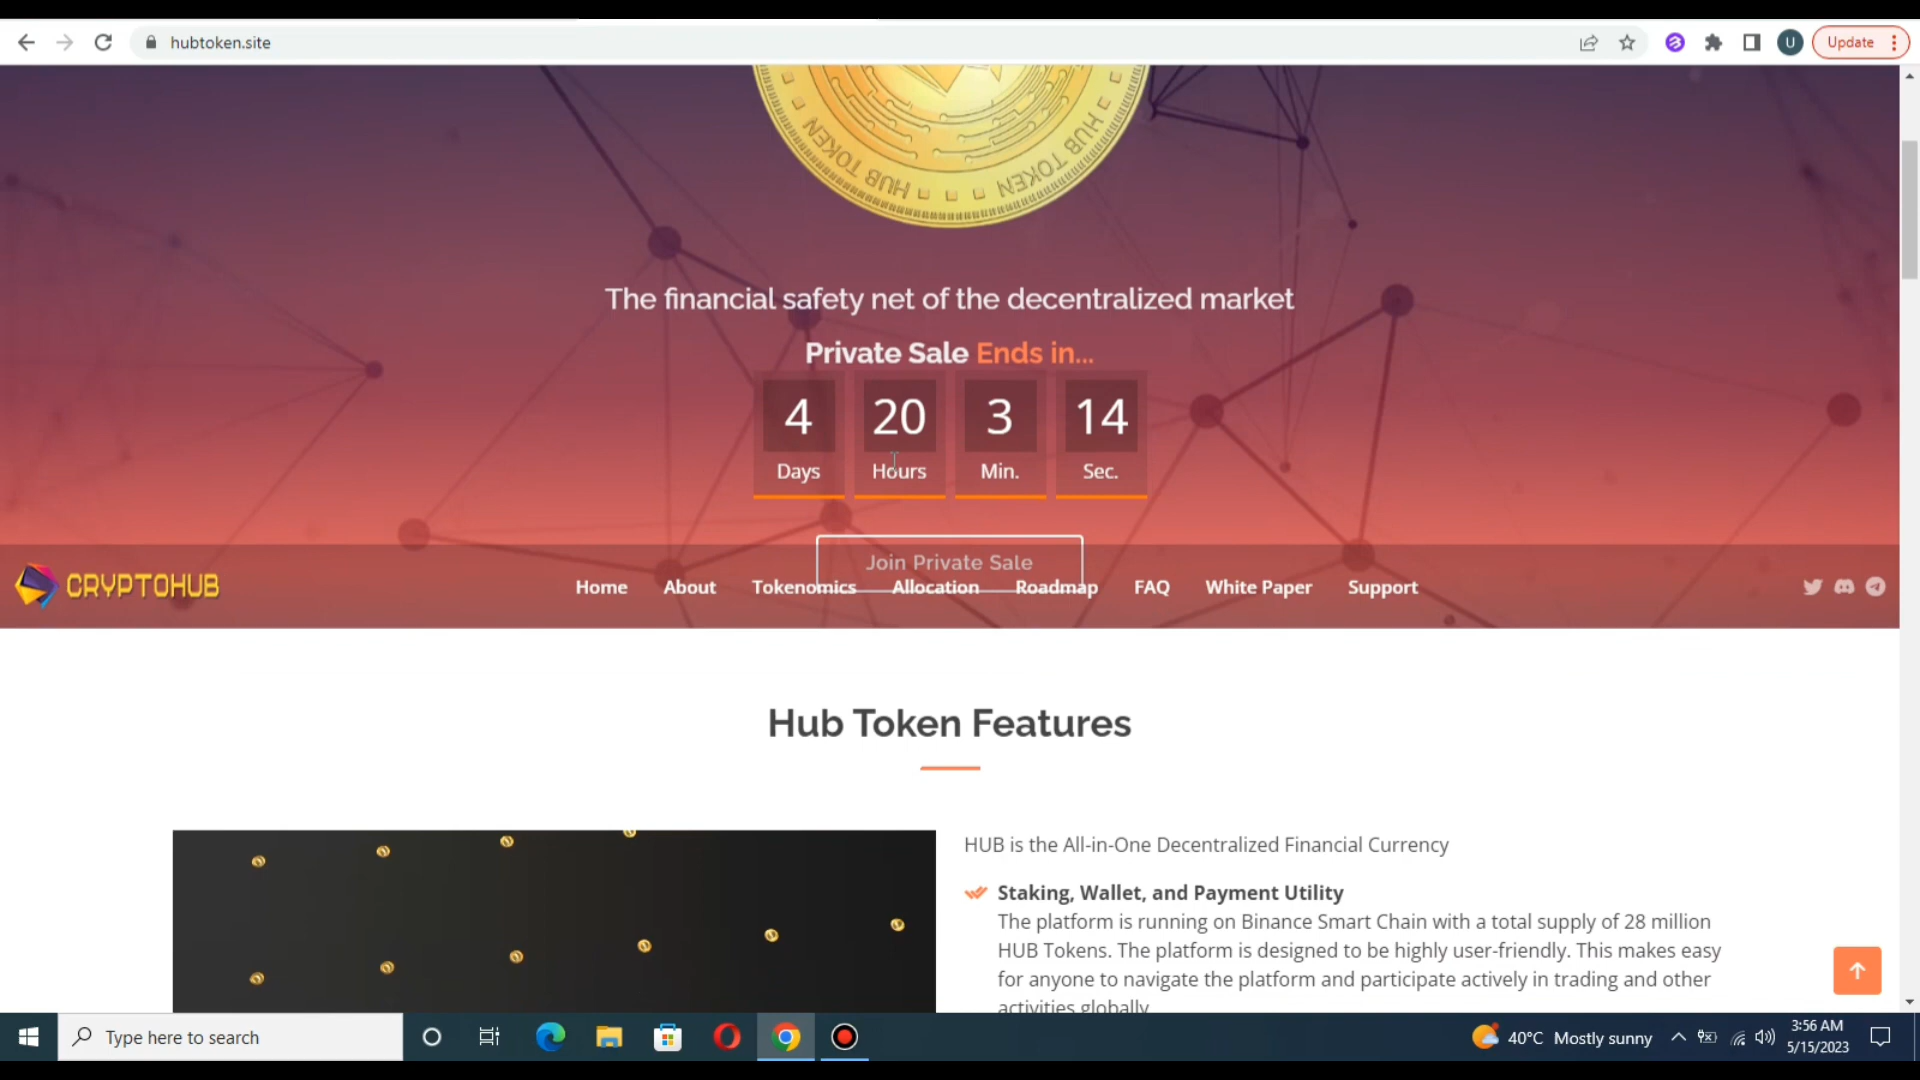 hubtoken.site
U
Update
HUB TOKEN HUB TOKEN
The financial safety net of the decentralized market
Private Sale Ends in...
4 20 3 14
Days Hours Min. Sec.
Join Private Sale
CRYPTOHUB
Home About Tokenomics Allocation Roadmap FAQ White Paper Support
Hub Token Features
HUB is the All-in-One Decentralized Financial Currency
Staking, Wallet, and Payment Utility
The platform is running on Binance Smart Chain with a total supply of 28 million
HUB Tokens. The platform is designed to be highly user-friendly. This makes easy
for anyone to navigate the platform and participate actively in trading and other
activities globally
Type here to search
40°C Mostly sunny
3:56 AM
5/15/2023